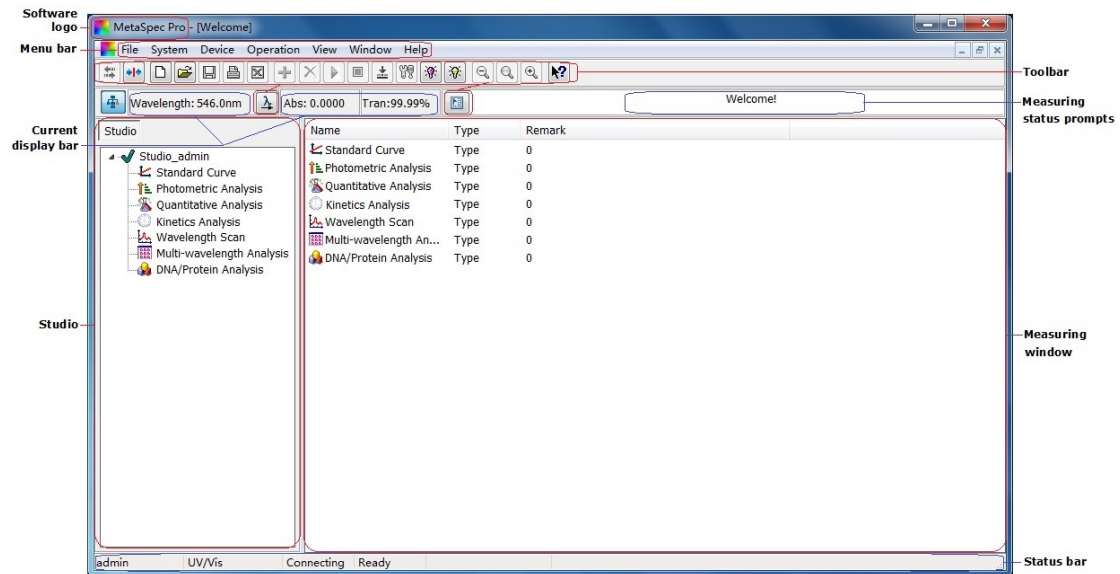 Software
logo
MetaSpec Pro - [Welcome]
Menu bar
File System Device Operation View Window Help
Toolbar
Wavelength: 546.0nm
Abs: 0.0000 Tran:99.99%
Welcome!
Measuring
status prompts
Current
display bar
Studio
Name Type Remark
Studio_admin
Standard Curve
Photometric Analysis
Quantitative Analysis
Kinetics Analysis
Wavelength Scan
Multi-wavelength Analysis
DNA/Protein Analysis
Standard Curve Type 0
Photometric Analysis Type 0
Quantitative Analysis Type 0
Kinetics Analysis Type 0
Wavelength Scan Type 0
Multi-wavelength An... Type 0
DNA/Protein Analysis Type 0
Studio
Measuring
window
admin UV/Vis Connecting Ready
Status bar